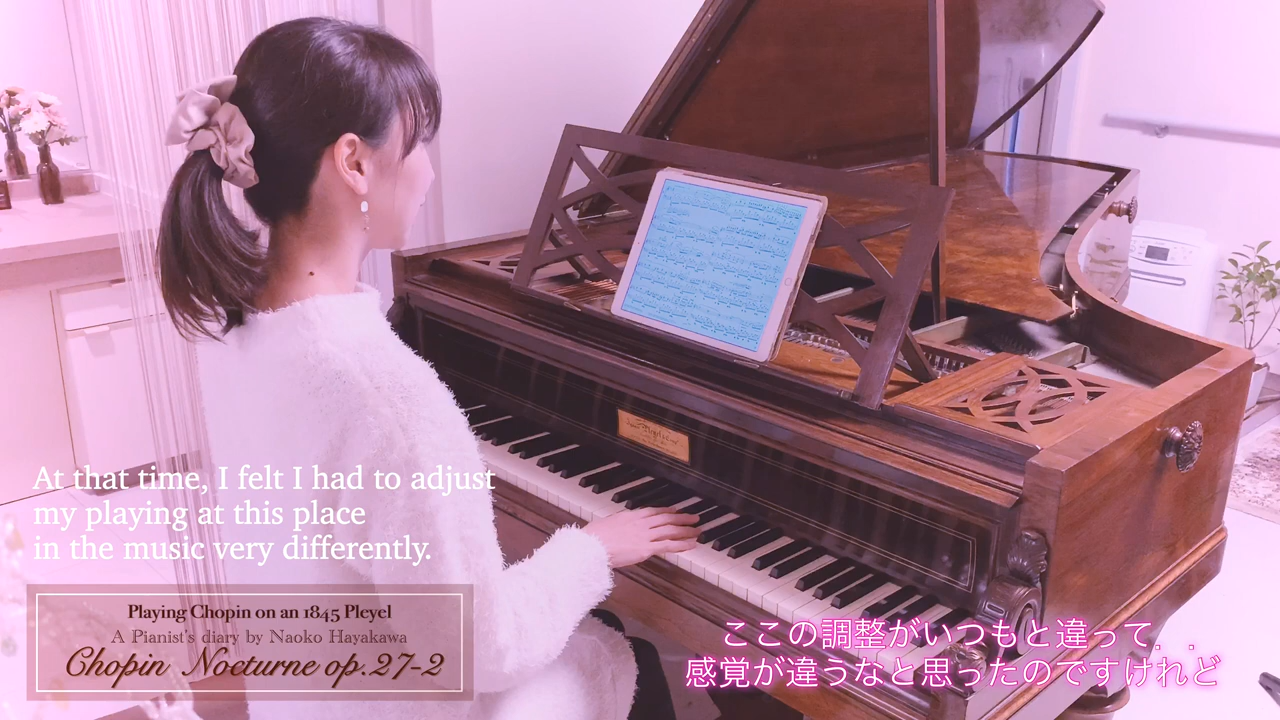 At that time, I felt I had to adjust
my playing at this place
in the music very differently.
Playing Chopin on an 1845 Pleyel
A Pianist's diary by Naoko Hayakawa
Chopin Nocturne op.27-2
ここの調整がいつもと違って. .
感覚が違うなと思ったのですけれど